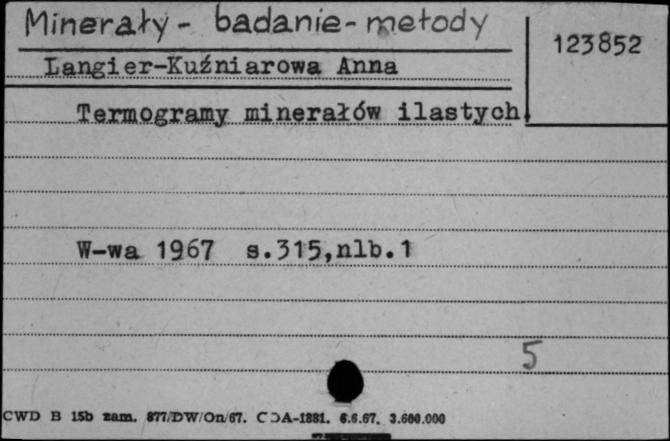 Minerały - badanie - metody
123852
Langier-Kuźniarowa Anna
Termogramy minerałów ilastych.
W-wa 1967 s.315,nlb.1
5
CWD B 15b zam. 877/DW/On/67. CDA-1881. 6.6.67. 3.600.000